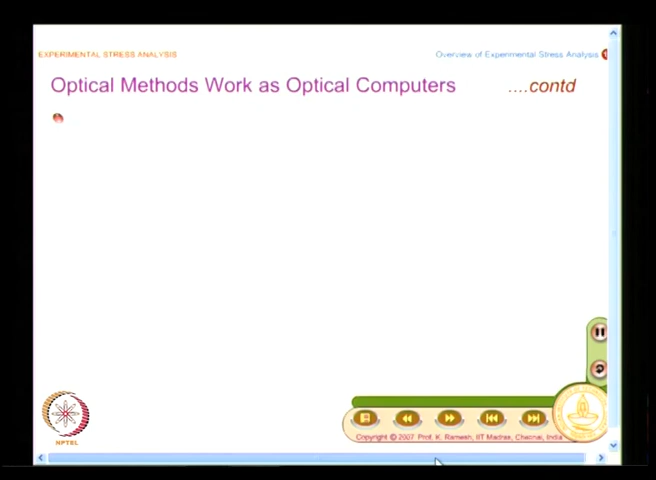 EXPERIMENTAL STRESS ANALYSIS
Overview of Experimental Stress Analysis
Optical Methods Work as Optical Computers ....contd
NPTEL
Copyright © 2007 Prof. K. Ramesh, IIT Madras, Chennai, India